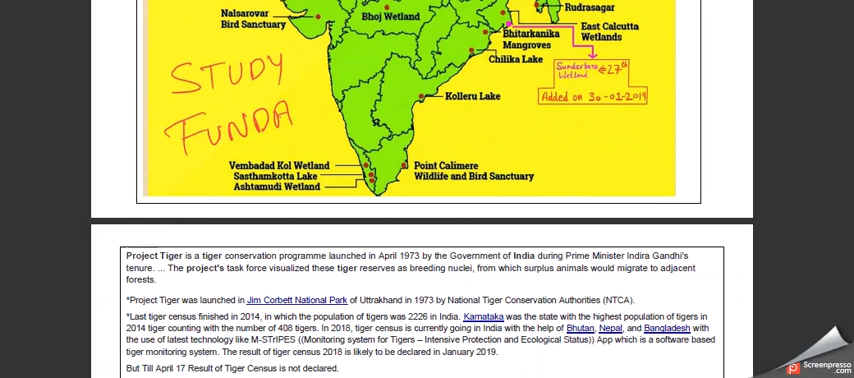 Nalsarovar
Bird Sanctuary
Bhoj Wetland
Rudrasagar
East Calcutta
Wetlands
Bhitarkanika
Mangroves
Chilika Lake
Sunderbans
Wetland
27th
Added on 30-01-2019
STUDY
FUNDA
Kolleru Lake
Vembadad Kol Wetland
Sasthamkotta Lake
Ashtamudi Wetland
Point Calimere
Wildlife and Bird Sanctuary
Project Tiger is a tiger conservation programme launched in April 1973 by the Government of India during Prime Minister Indira Gandhi's
tenure. ... The project's task force visualized these tiger reserves as breeding nuclei, from which surplus animals would migrate to adjacent
forests.
*Project Tiger was launched in Jim Corbett National Park of Uttrakhand in 1973 by National Tiger Conservation Authorities (NTCA).
*Last tiger census finished in 2014, in which the population of tigers was 2226 in India. Karnataka was the state with the highest population of tigers in
2014 tiger counting with the number of 408 tigers. In 2018, tiger census is currently going in India with the help of Bhutan, Nepal, and Bangladesh with
the use of latest technology like M-STRIPES ((Monitoring system for Tigers – Intensive Protection and Ecological Status)) App which is a software based
tiger monitoring system. The result of tiger census 2018 is likely to be declared in January 2019.
But Till April 17 Result of Tiger Census is not declared.
Screenpresso
.com